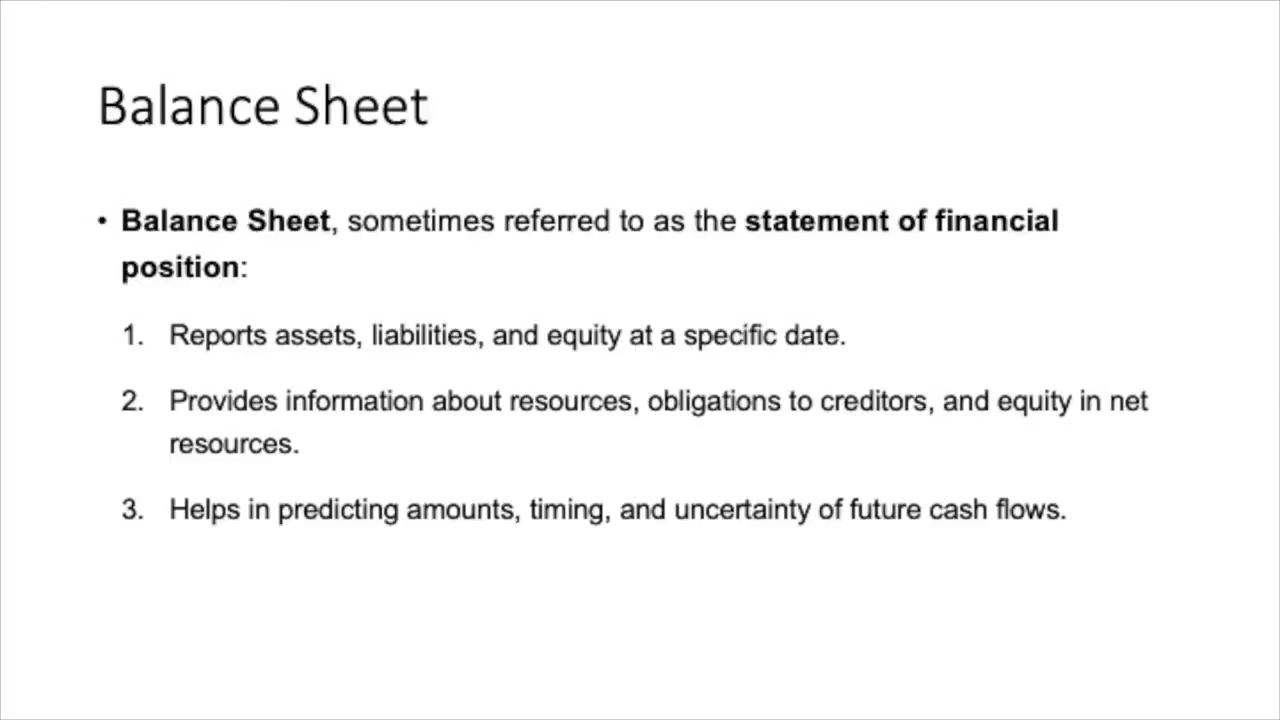 Balance Sheet
• Balance Sheet, sometimes referred to as the statement of financial
position:
1. Reports assets, liabilities, and equity at a specific date.
2. Provides information about resources, obligations to creditors, and equity in net
resources.
3. Helps in predicting amounts, timing, and uncertainty of future cash flows.